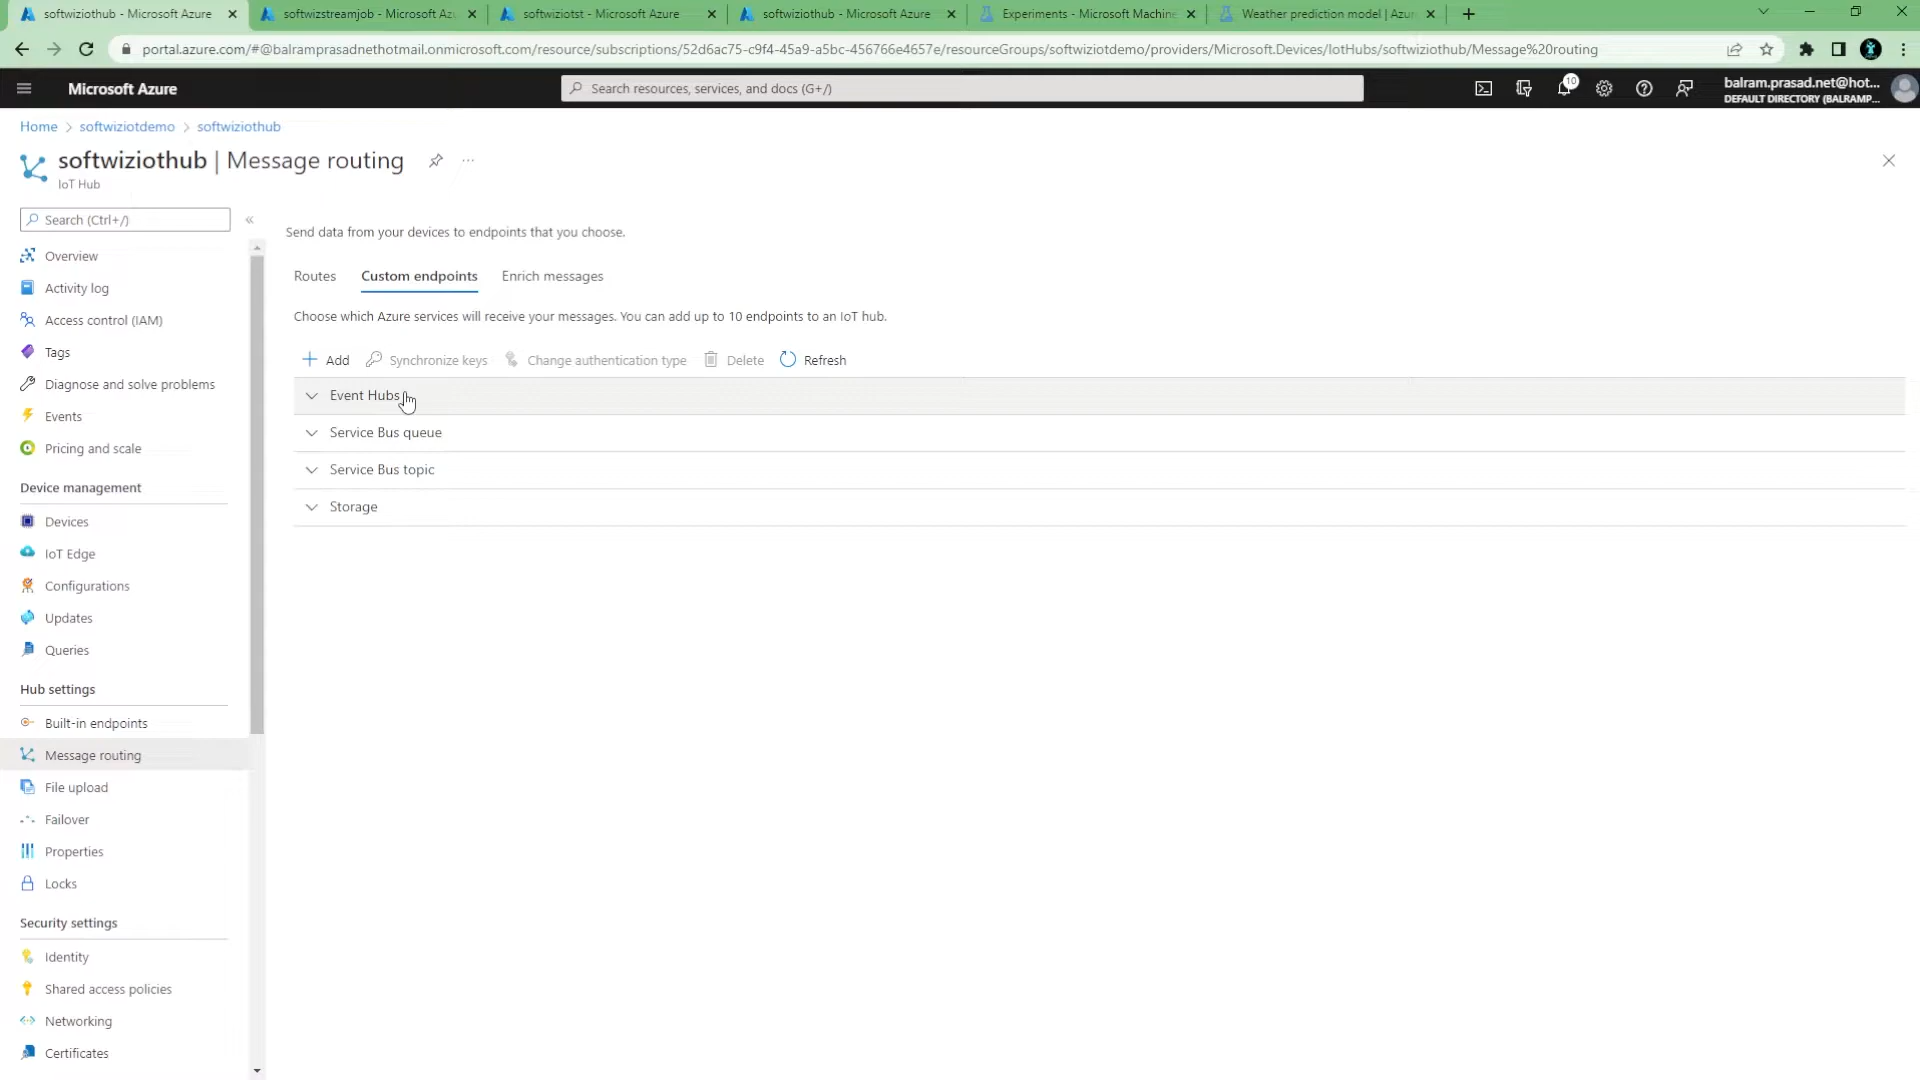 softwiziothub - Microsoft Azure
softwizstreamjob - Microsoft Az
softwiziotst - Microsoft Azure
softwiziothub - Microsoft Azure
Experiments - Microsoft Machine
Weather prediction model | Azur
portal.azure.com/#@balramprasadnethotmail.onmicrosoft.com/resource/subscriptions/52d6ac75-c9f4-45a9-a5bc-456766e4657e/resourceGroups/softwiziotdemo/providers/Microsoft.Devices/IotHubs/softwiziothub/Message%20routing
Microsoft Azure
Search resources, services, and docs (G+/)
10
balram.prasad.net@hot...
DEFAULT DIRECTORY (BALRAMP...
Home > softwiziotdemo > softwiziothub
softwiziothub | Message routing
IoT Hub
Search (Ctrl+/)
Overview
Activity log
Access control (IAM)
Tags
Diagnose and solve problems
Events
Pricing and scale
Device management
Devices
IoT Edge
Configurations
Updates
Queries
Hub settings
Built-in endpoints
Message routing
File upload
Failover
Properties
Locks
Security settings
Identity
Shared access policies
Networking
Certificates
Send data from your devices to endpoints that you choose.
Routes Custom endpoints Enrich messages
Choose which Azure services will receive your messages. You can add up to 10 endpoints to an IoT hub.
Add Synchronize keys Change authentication type Delete Refresh
Event Hubs
Service Bus queue
Service Bus topic
Storage